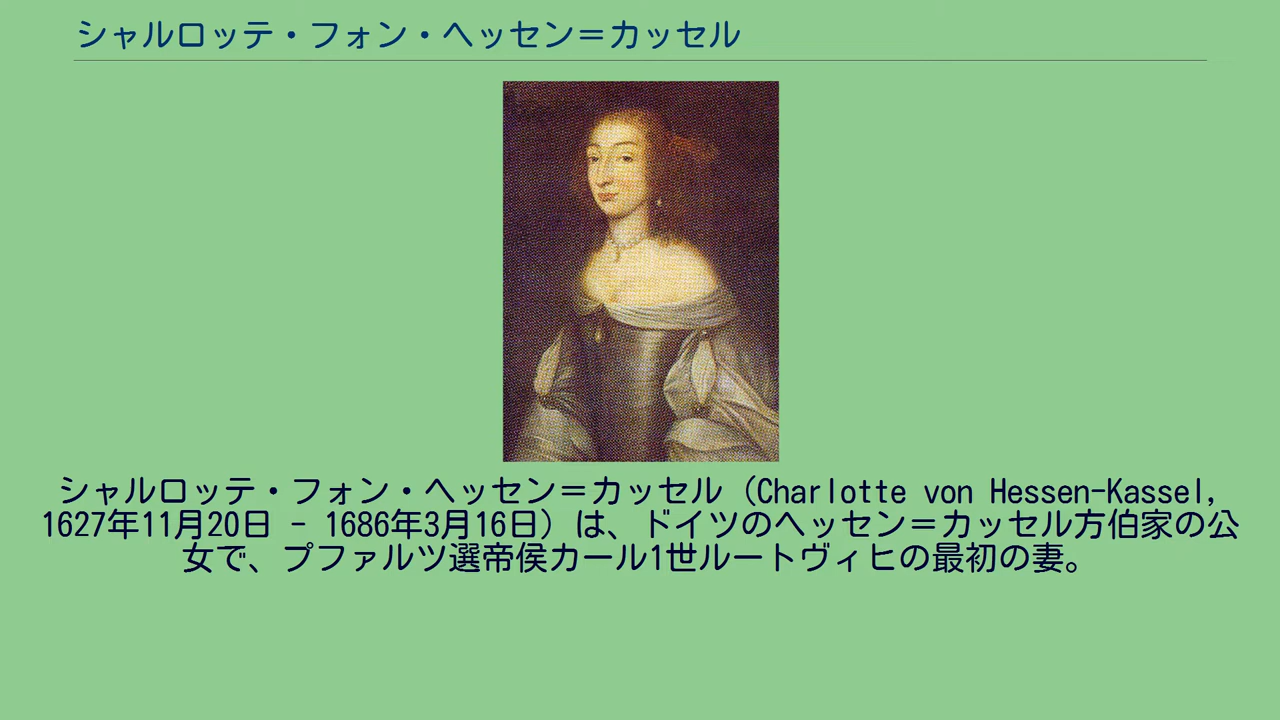 シャルロッテ・フォン・ヘッセン＝カッセル
シャルロッテ・フォン・ヘッセン＝カッセル（Charlotte von Hessen-Kassel,
1627年11月20日 - 1686年3月16日）は、ドイツのヘッセン＝カッセル方伯家の公
女で、プファルツ選帝侯カール1世ルートヴィヒの最初の妻。